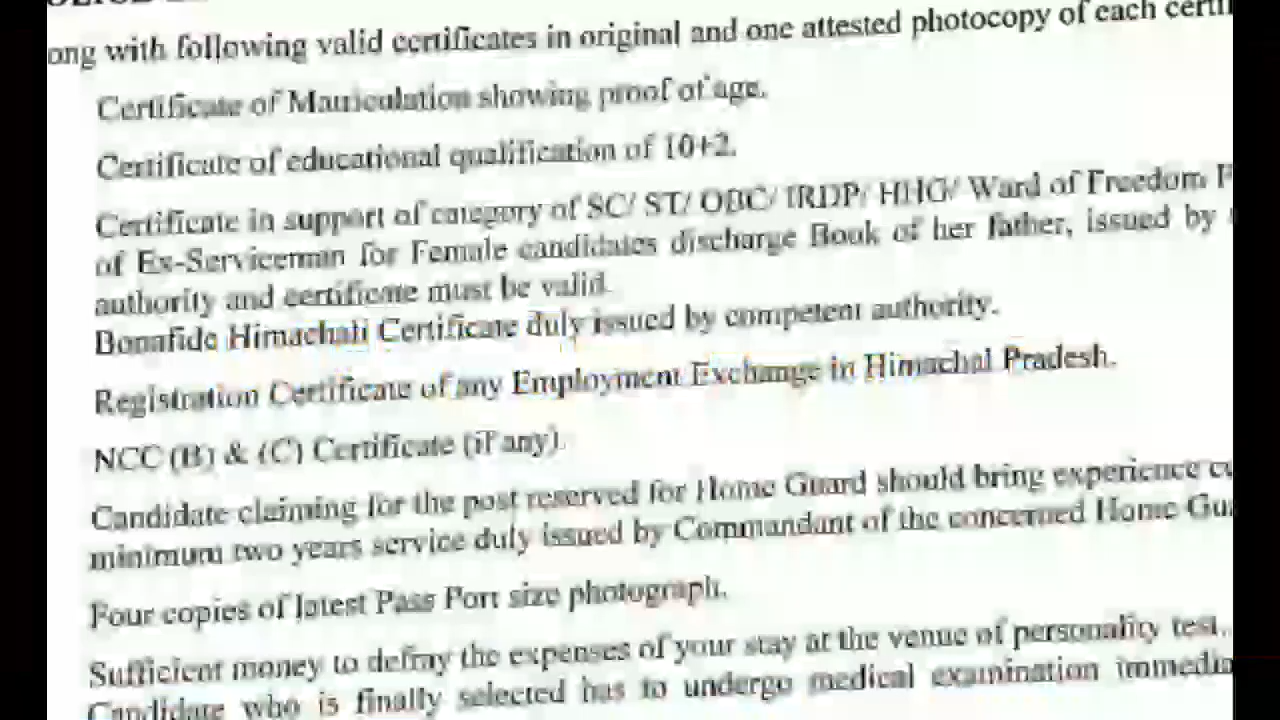 ong with following valid certificates in original and one attested photocopy of each
Certificate of Matriculation showing proof of age.
Certificate of educational qualification of 10+2.
Certificate in support of category of SC/ ST/ OBC/ IRDP/ HHG/ Ward of Freedom F
of Ex-Serviceman for Female candidates discharge Book of her father, issued by
authority and certificate must be valid.
Bonafide Himachali Certificate duly issued by competent authority.
Registration Certificate of any Employment Exchange in Himachal Pradesh.
NCC (B) & (C) Certificate (if any).
Candidate claiming for the post reserved for Home Guard should bring experience
minimum two years service duly issued by Commandant of the concerned Home Gu
Four copies of latest Pass Port size photograph.
Sufficient money to defray the expenses of your stay at the venue of personality test.
Candidate who is finally selected has to undergo medical examination immedia